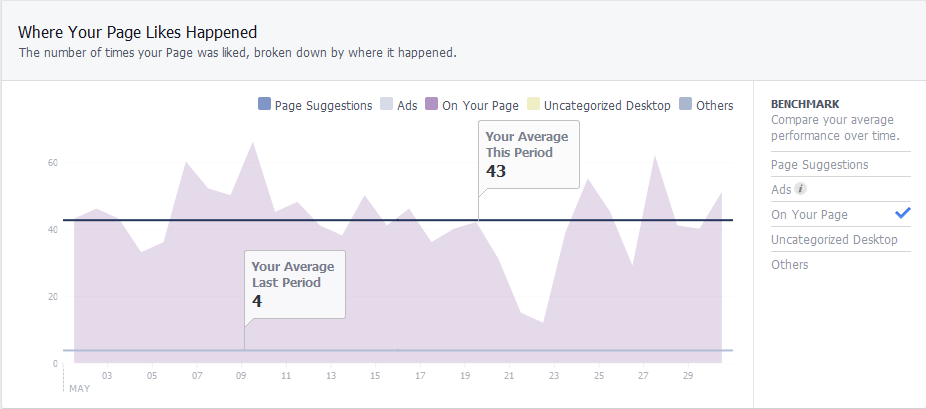 Where Your Page Likes Happened
The number of times your Page was liked, broken down by where it happened.
Page Suggestions
Ads
On Your Page
Uncategorized Desktop
Others
Your Average
This Period
43
Your Average
Last Period
4
60
40
20
0
03
05
07
09
11
13
15
17
19
21
23
25
27
29
MAY
BENCHMARK
Compare your average
performance over time.
Page Suggestions
Ads i
On Your Page
Uncategorized Desktop
Others